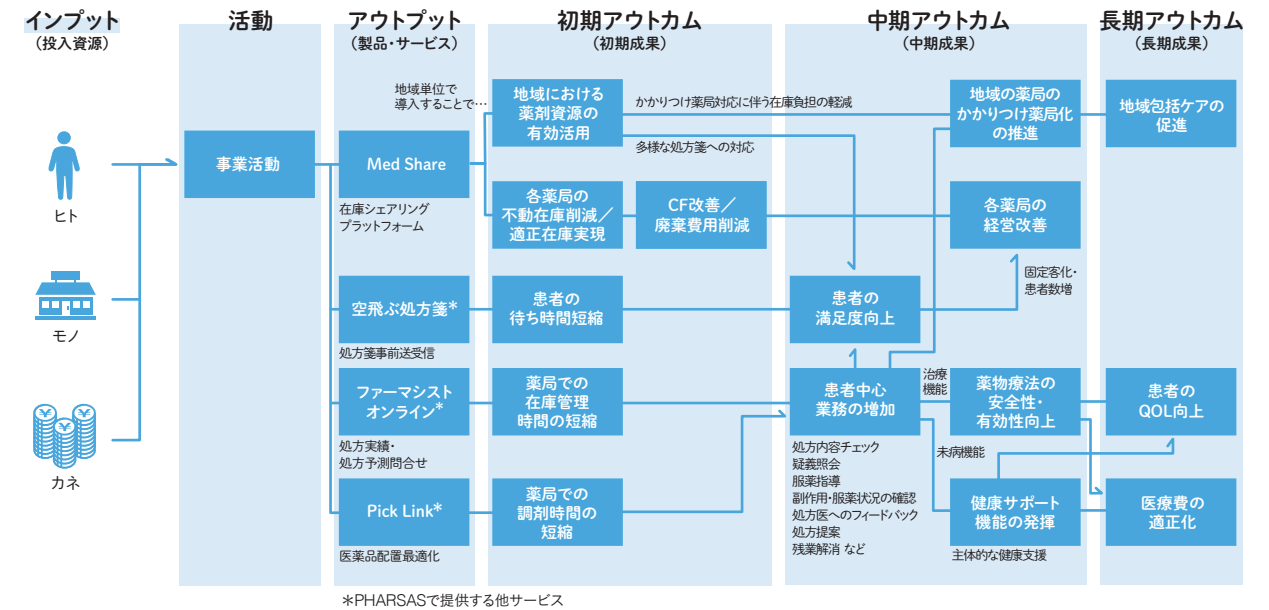 インプット
（投入資源）
活動
アウトプット
（製品・サービス）
初期アウトカム
（初期成果）
中期アウトカム
（中期成果）
長期アウトカム
（長期成果）
ヒト
モノ
カネ
事業活動
地域単位で
導入することで…
Med Share
在庫シェアリング
プラットフォーム
空飛ぶ処方箋＊
処方箋事前送受信
ファーマシスト
オンライン＊
処方実績・
処方予測問合せ
Pick Link＊
医薬品配置最適化
地域における
薬剤資源の
有効活用
かかりつけ薬局対応に伴う在庫負担の軽減
多様な処方箋への対応
各薬局の
不動在庫削減／
適正在庫実現
CF改善／
廃棄費用削減
患者の
待ち時間短縮
薬局での
在庫管理
時間の短縮
薬局での
調剤時間の
短縮
地域の薬局の
かかりつけ薬局化
の推進
各薬局の
経営改善
固定客化・
患者数増
患者の
満足度向上
患者中心
業務の増加
処方内容チェック
疑義照会
服薬指導
副作用・服薬状況の確認
処方医へのフィードバック
処方提案
残業解消 など
治療
機能
未病機能
薬物療法の
安全性・
有効性向上
健康サポート
機能の発揮
主体的な健康支援
地域包括ケアの
促進
患者の
QOL向上
医療費の
適正化
＊PHARSASで提供する他サービス